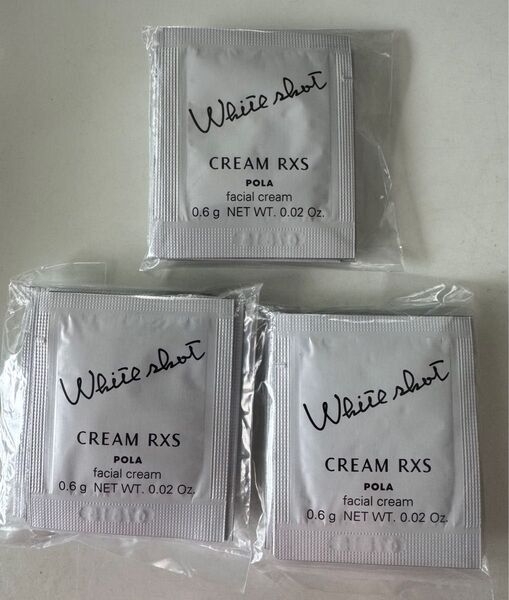 White shot
CREAM RXS
POLA
facial cream
0.6 g NET WT. 0.02 Oz.
White shot
CREAM RXS
POLA
facial cream
0.6 g NET WT. 0.02 Oz.
White shot
CREAM RXS
POLA
facial cream
0.6 g NET WT. 0.02 Oz.